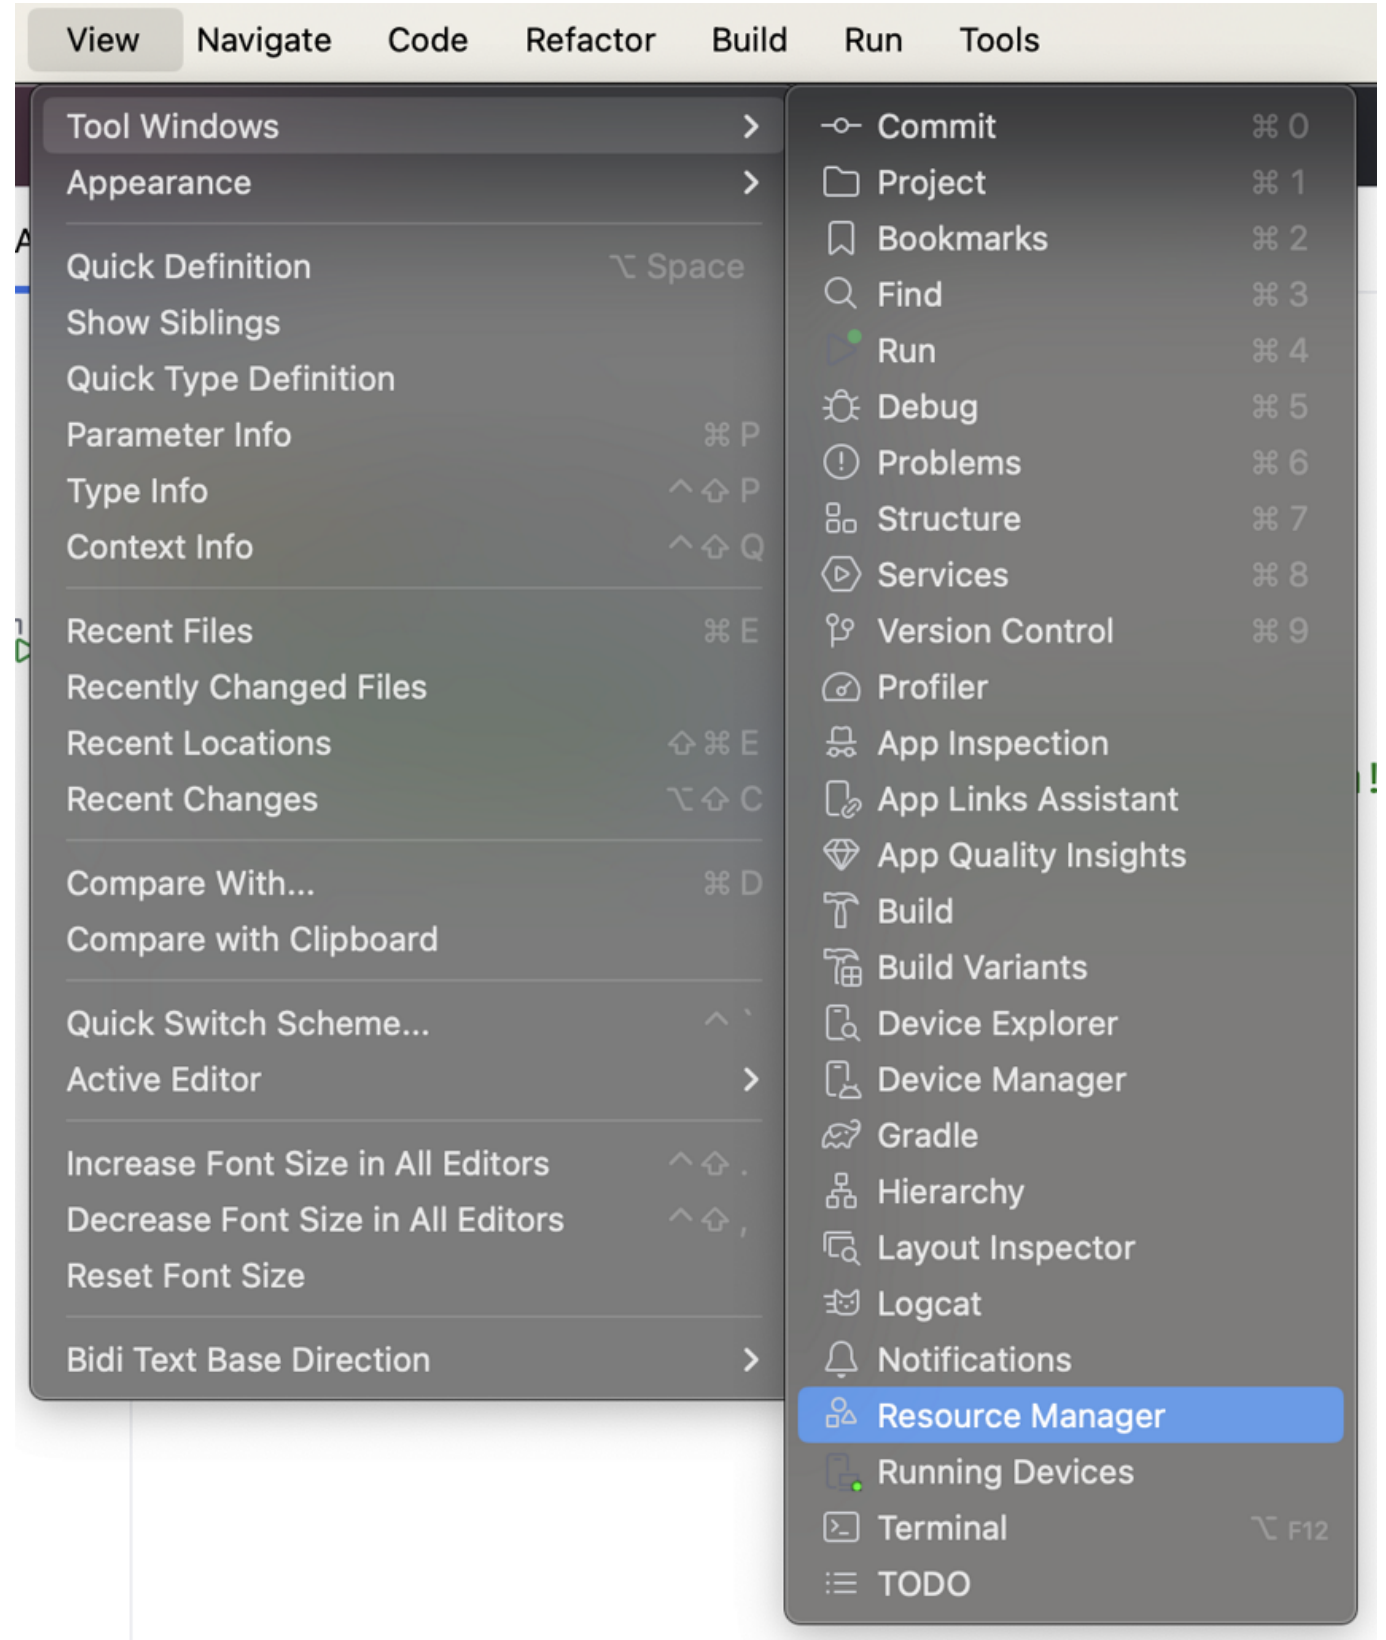 View Navigate Code Refactor Build Run Tools
Tool Windows
Appearance
Quick Definition ⌥ Space
Show Siblings
Quick Type Definition
Parameter Info ⌘ P
Type Info ^ ⇧ P
Context Info ^ ⇧ Q
Recent Files ⌘ E
Recently Changed Files
Recent Locations ⇧ ⌘ E
Recent Changes ⌥ ⇧ C
Compare With... ⌘ D
Compare with Clipboard
Quick Switch Scheme... ^ `
Active Editor
Increase Font Size in All Editors ^ ⇧ .
Decrease Font Size in All Editors ^ ⇧ ,
Reset Font Size
Bidi Text Base Direction
Commit ⌘ 0
Project ⌘ 1
Bookmarks ⌘ 2
Find ⌘ 3
Run ⌘ 4
Debug ⌘ 5
Problems ⌘ 6
Structure ⌘ 7
Services ⌘ 8
Version Control ⌘ 9
Profiler
App Inspection
App Links Assistant
App Quality Insights
Build
Build Variants
Device Explorer
Device Manager
Gradle
Hierarchy
Layout Inspector
Logcat
Notifications
Resource Manager
Running Devices
Terminal ⌥ F12
TODO